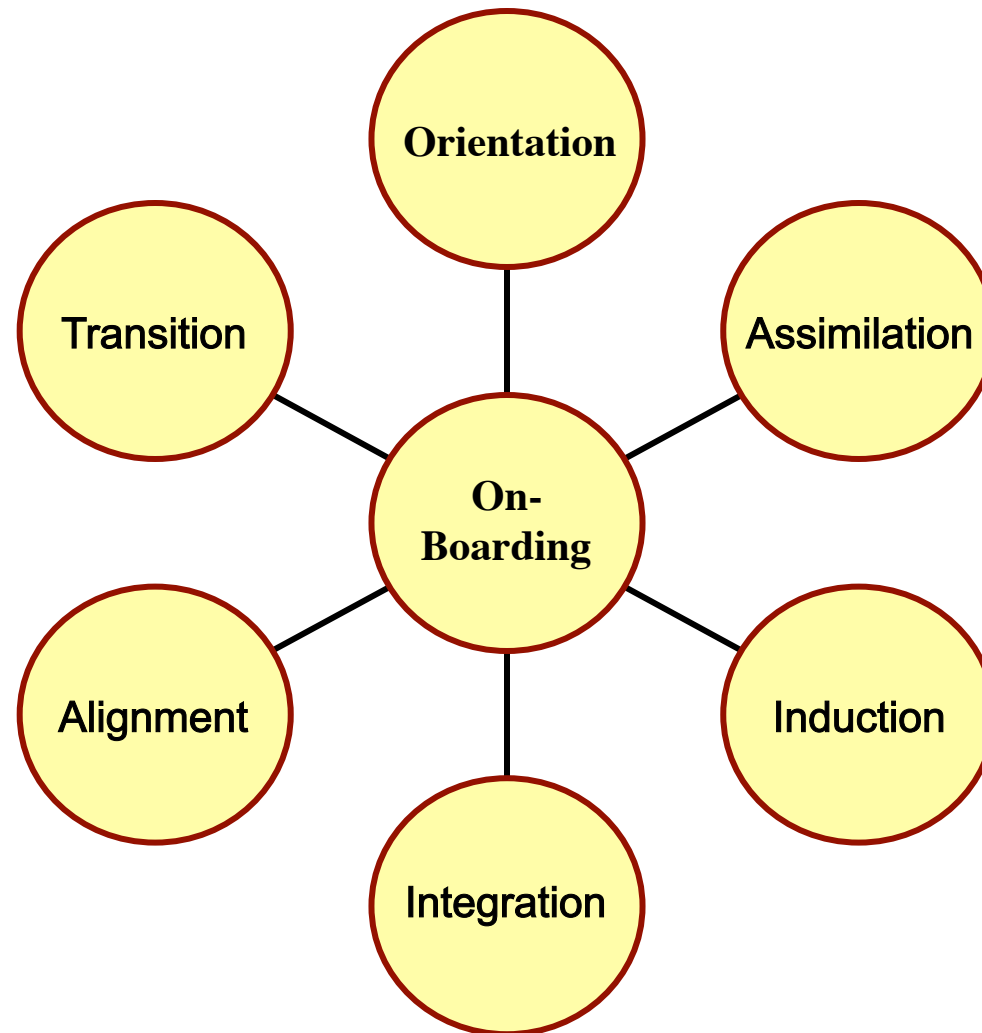 Orientation
Transition
Assimilation
On-
Boarding
Alignment
Induction
Integration